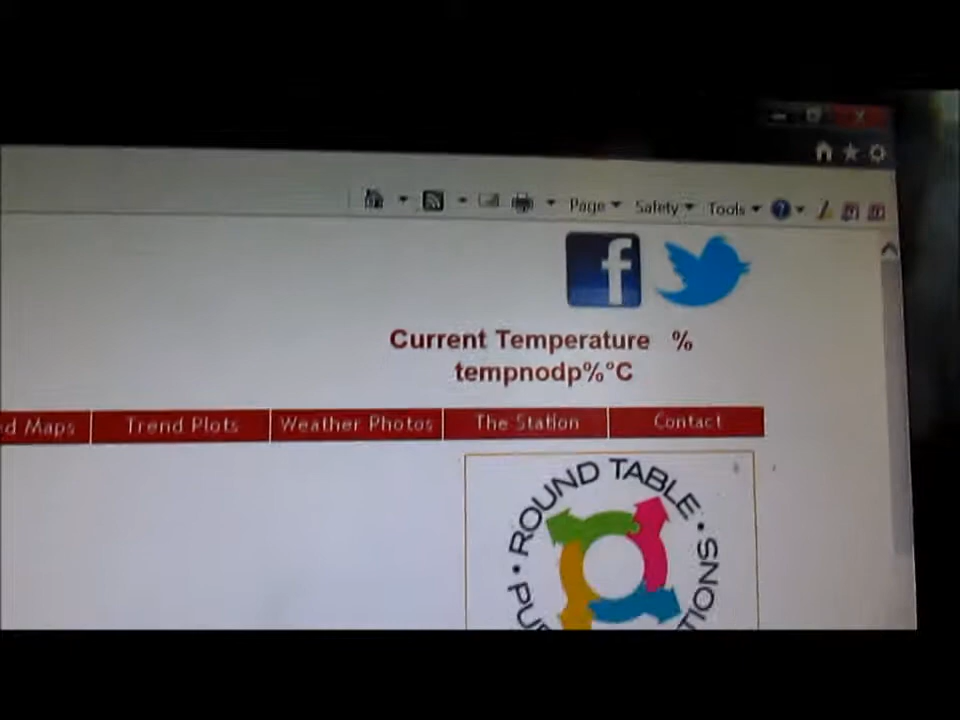 Page Safety Tools
Current Temperature %
tempnodp%°C
d Maps Trend Plots Weather Photos The Station Contact
• ROUND TABLE •